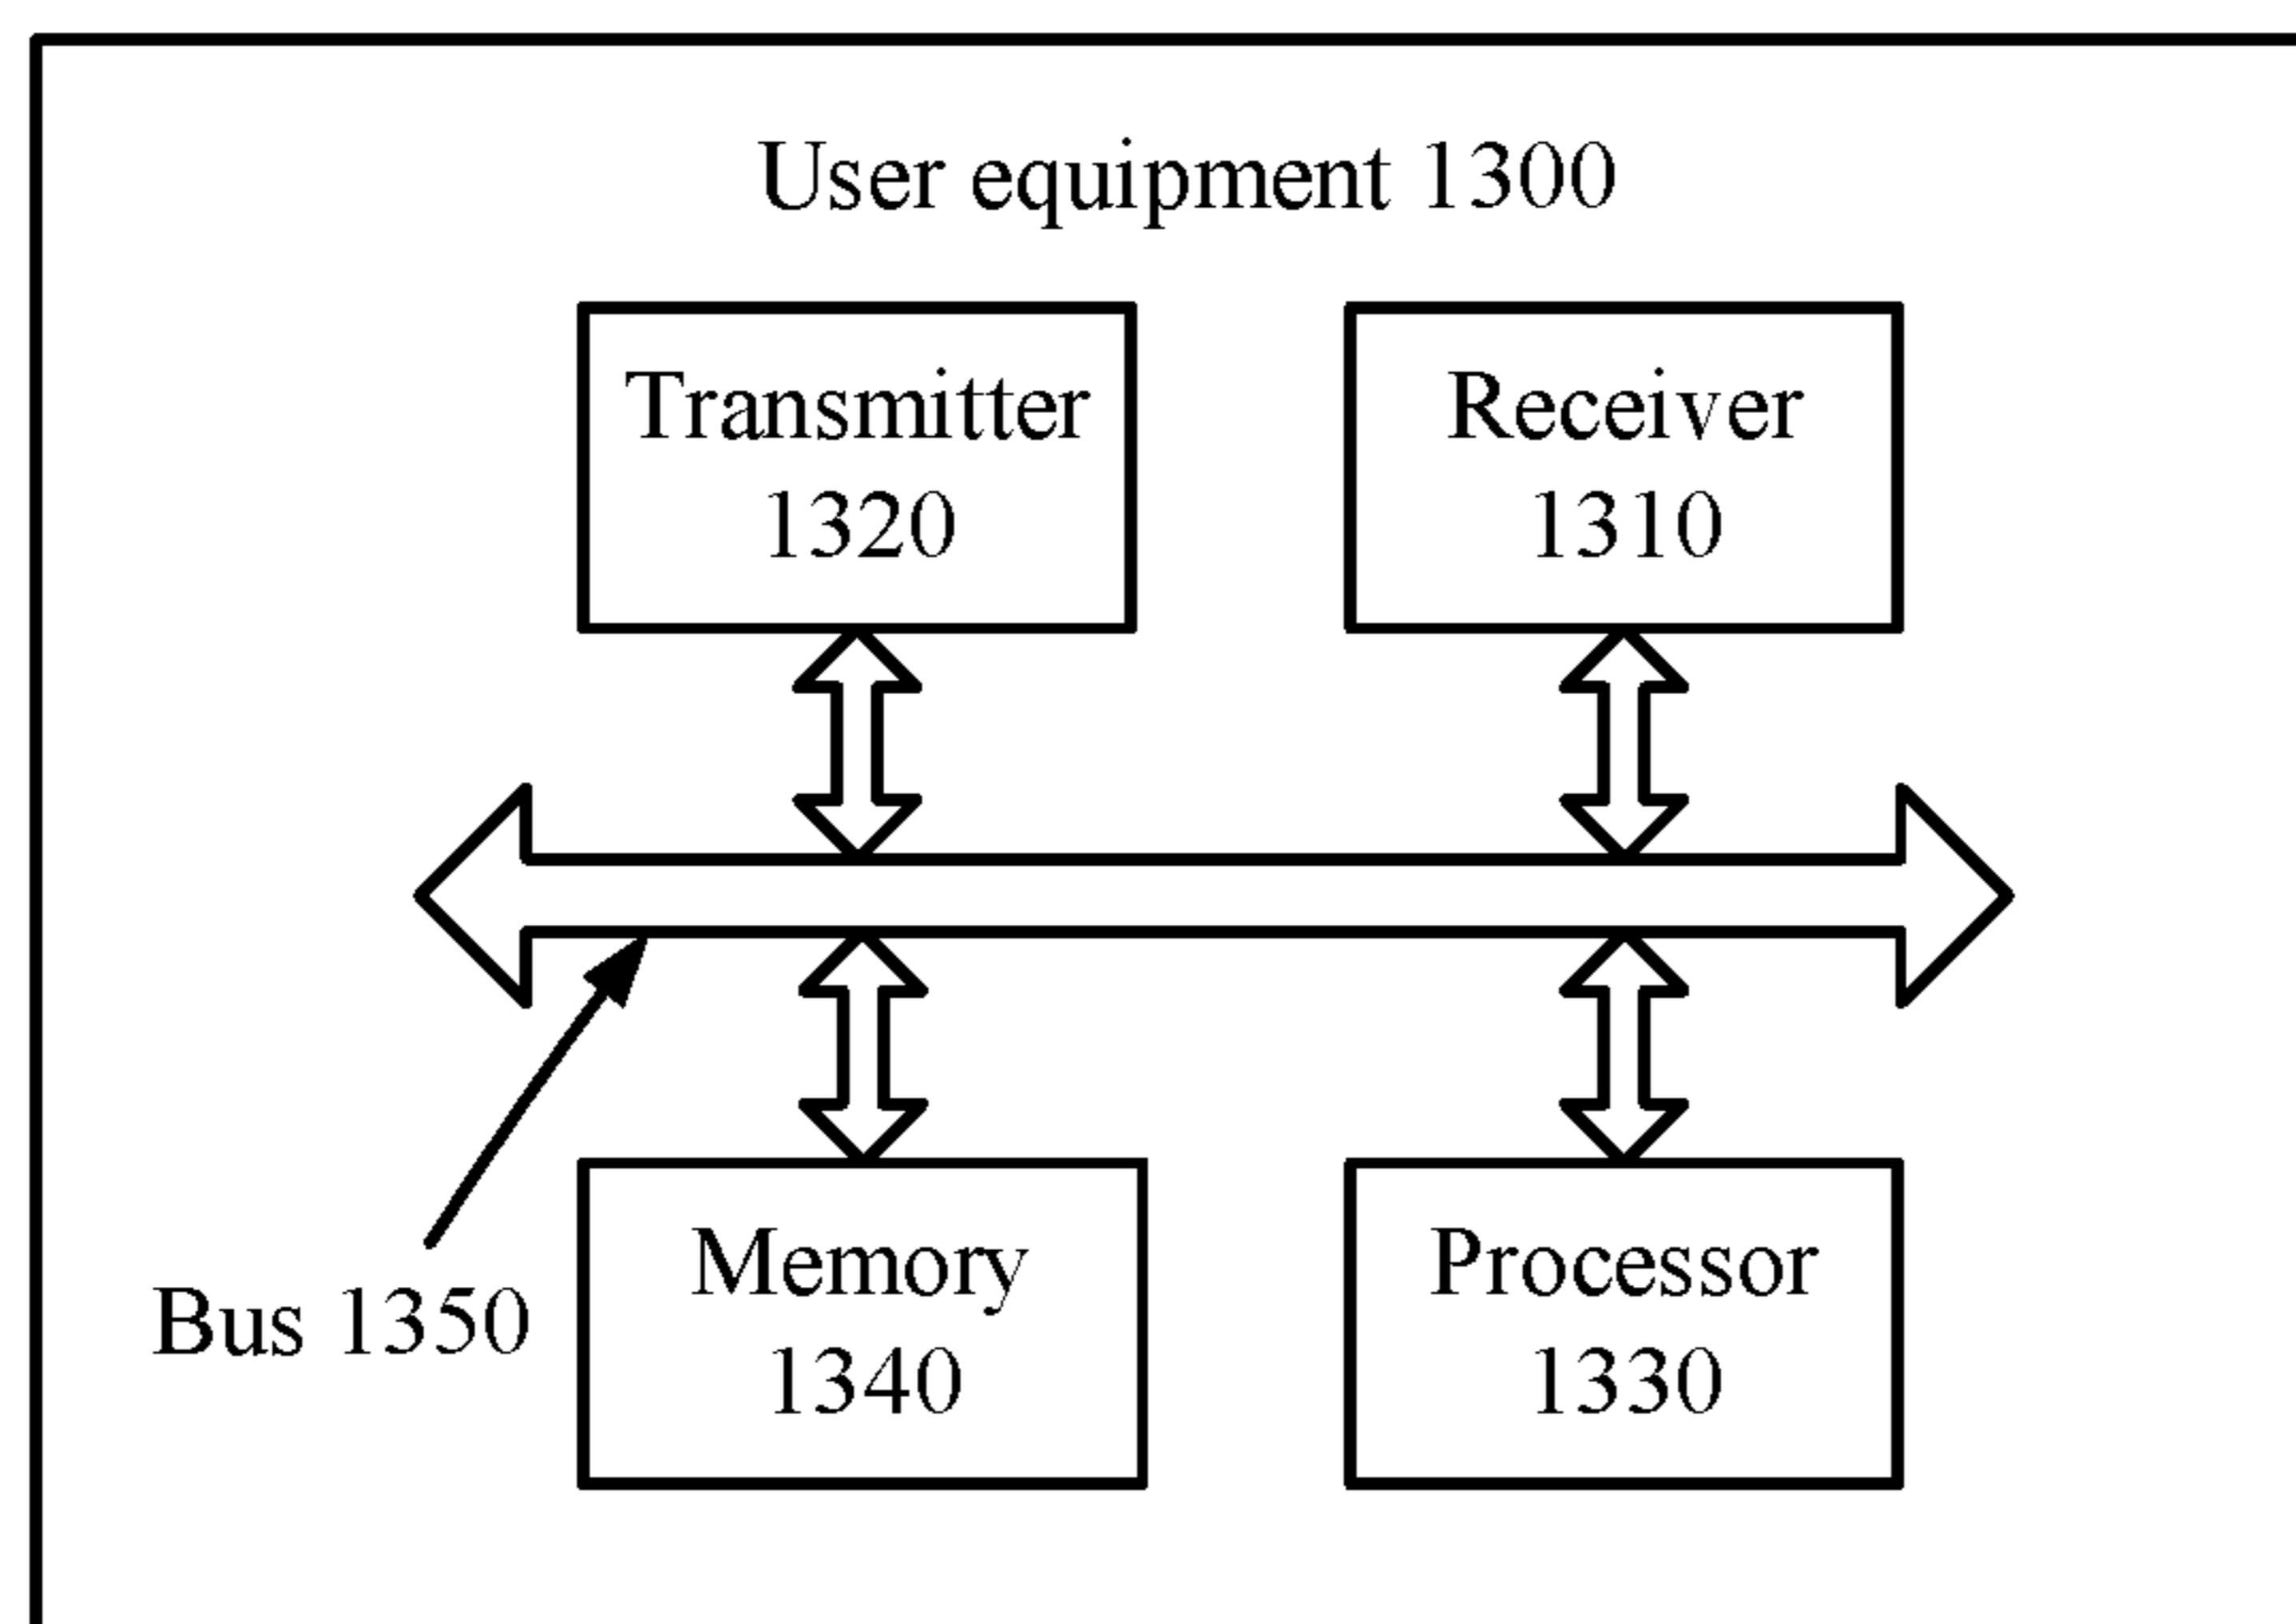 User equipment 1300
Transmitter
1320
Receiver
1310
Bus 1350
Memory
1340
Processor
1330